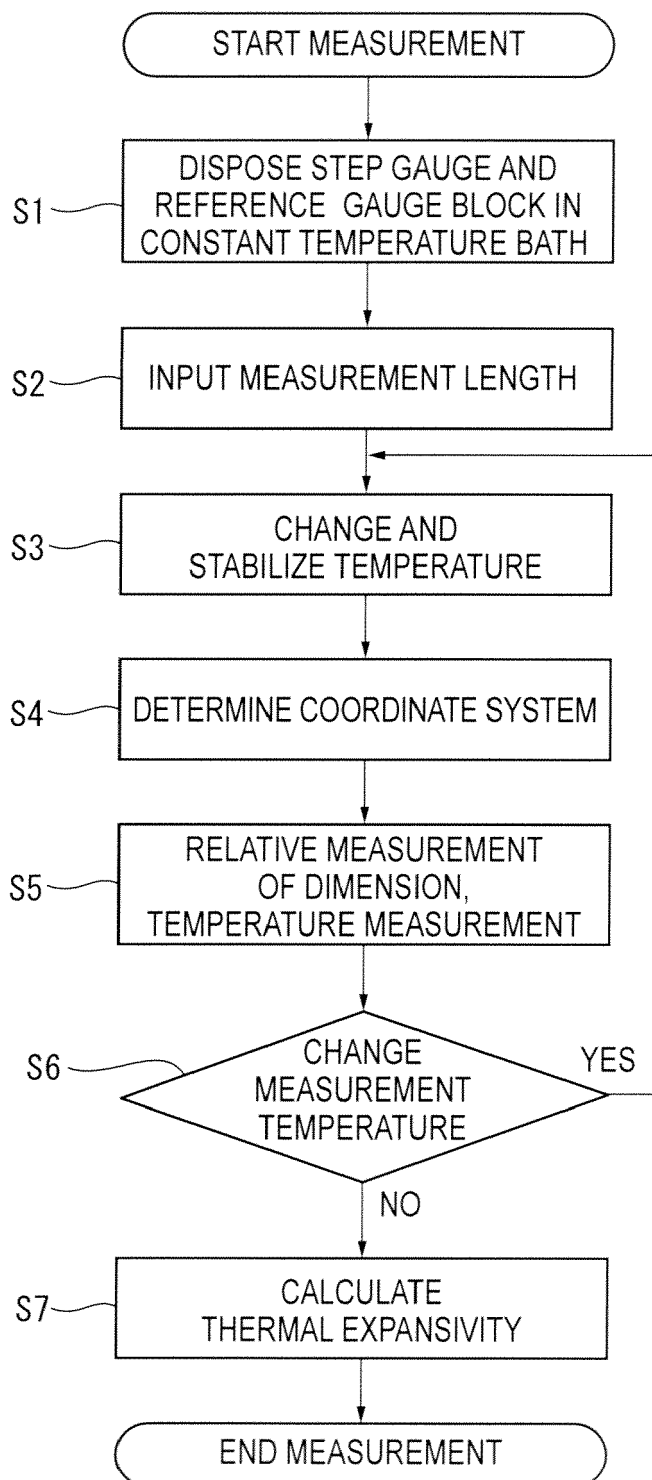 START MEASUREMENT
S1
DISPOSE STEP GAUGE AND
REFERENCE GAUGE BLOCK IN
CONSTANT TEMPERATURE BATH
S2
INPUT MEASUREMENT LENGTH
S3
CHANGE AND
STABILIZE TEMPERATURE
S4
DETERMINE COORDINATE SYSTEM
S5
RELATIVE MEASUREMENT
OF DIMENSION,
TEMPERATURE MEASUREMENT
S6
CHANGE
MEASUREMENT
TEMPERATURE
YES
NO
S7
CALCULATE
THERMAL EXPANSIVITY
END MEASUREMENT